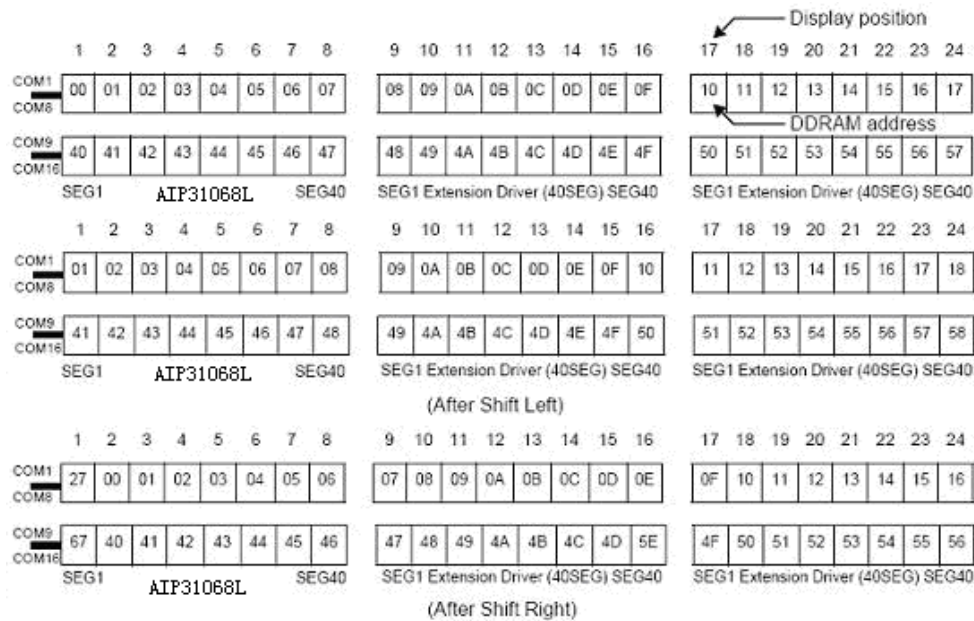 Display position
1 2 3 4 5 6 7 8 9 10 11 12 13 14 15 16 17 18 19 20 21 22 23 24
COM1
00 01 02 03 04 05 06 07 08 09 0A 0B 0C 0D 0E 0F 10 11 12 13 14 15 16 17
COM8
DDRAM address
COM9
40 41 42 43 44 45 46 47 48 49 4A 4B 4C 4D 4E 4F 50 51 52 53 54 55 56 57
COM16
SEG1 AIP31068L SEG40 SEG1 Extension Driver (40SEG) SEG40 SEG1 Extension Driver (40SEG) SEG40
1 2 3 4 5 6 7 8 9 10 11 12 13 14 15 16 17 18 19 20 21 22 23 24
COM1
01 02 03 04 05 06 07 08 09 0A 0B 0C 0D 0E 0F 10 11 12 13 14 15 16 17 18
COM8
COM9
41 42 43 44 45 46 47 48 49 4A 4B 4C 4D 4E 4F 50 51 52 53 54 55 56 57 58
COM16
SEG1 AIP31068L SEG40 SEG1 Extension Driver (40SEG) SEG40 SEG1 Extension Driver (40SEG) SEG40
(After Shift Left)
1 2 3 4 5 6 7 8 9 10 11 12 13 14 15 16 17 18 19 20 21 22 23 24
COM1
27 00 01 02 03 04 05 06 07 08 09 0A 0B 0C 0D 0E 0F 10 11 12 13 14 15 16
COM8
COM9
67 40 41 42 43 44 45 46 47 48 49 4A 4B 4C 4D 5E 4F 50 51 52 53 54 55 56
COM16
SEG1 AIP31068L SEG40 SEG1 Extension Driver (40SEG) SEG40 SEG1 Extension Driver (40SEG) SEG40
(After Shift Right)